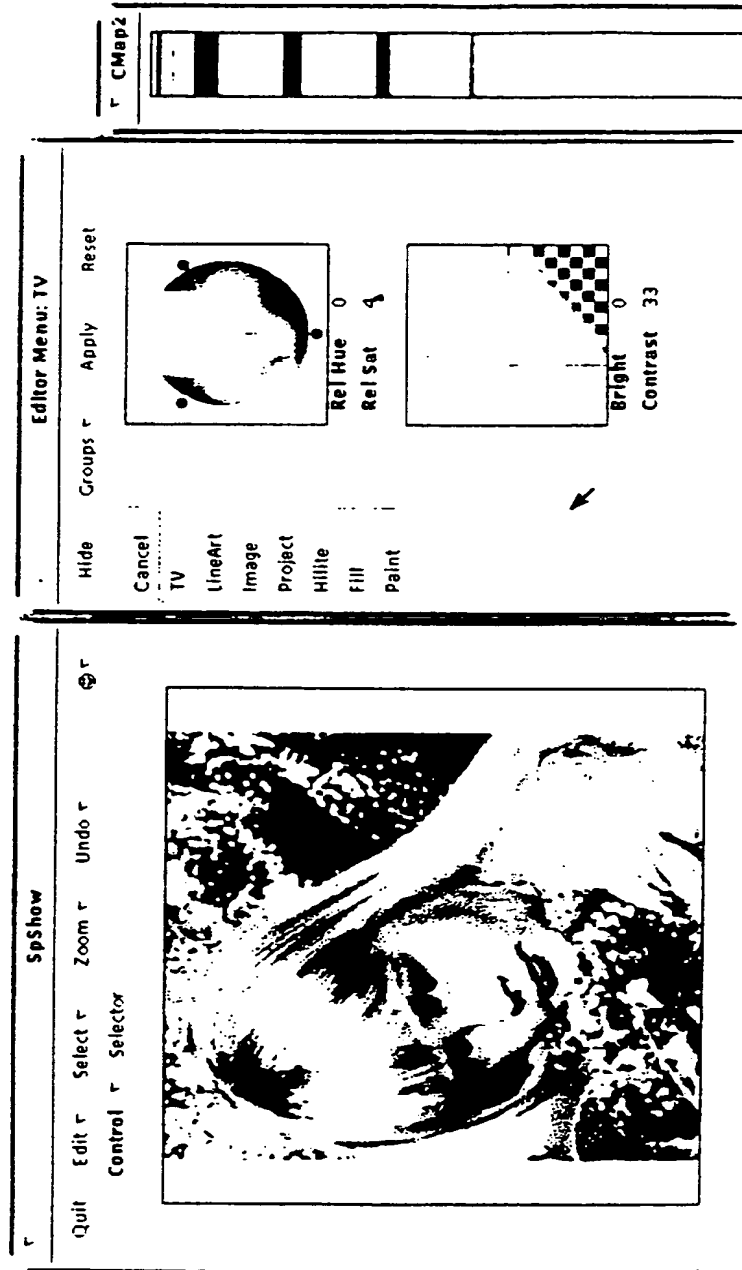 SpShow
Quit Edit Select Zoom Undo
Control Selector
Editor Menu: TV
Hide Groups Apply Reset
Cancel
TV
LineArt
Image
Project
Hilite
Fill
Paint
Rel Hue 0
Rel Sat 4
Bright 0
Contrast 33
CMap2